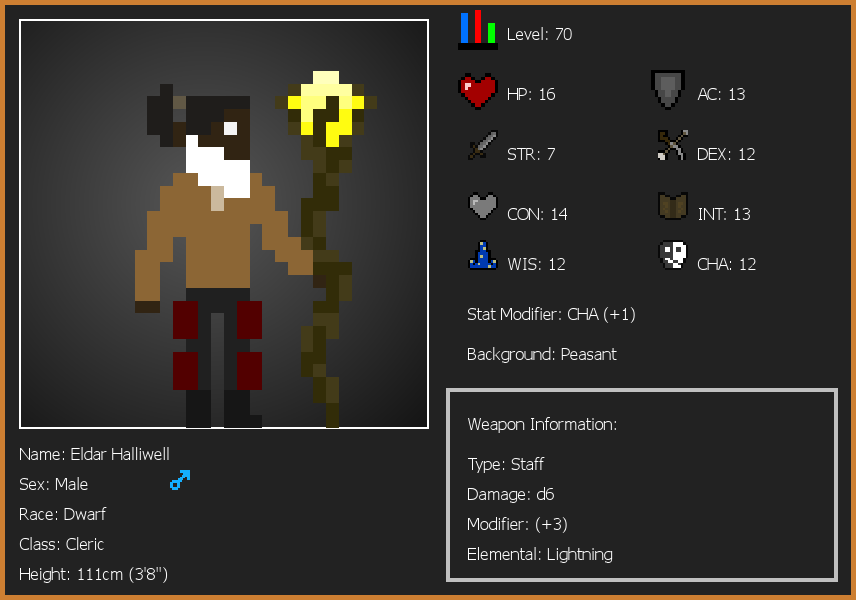 Level: 70
HP: 16
AC: 13
STR: 7
DEX: 12
CON: 14
INT: 13
WIS: 12
CHA: 12
Stat Modifier: CHA (+1)
Background: Peasant
Weapon Information:
Type: Staff
Damage: d6
Modifier: (+3)
Elemental: Lightning
Name: Eldar Halliwell
Sex: Male
Race: Dwarf
Class: Cleric
Height: 111cm (3'8")